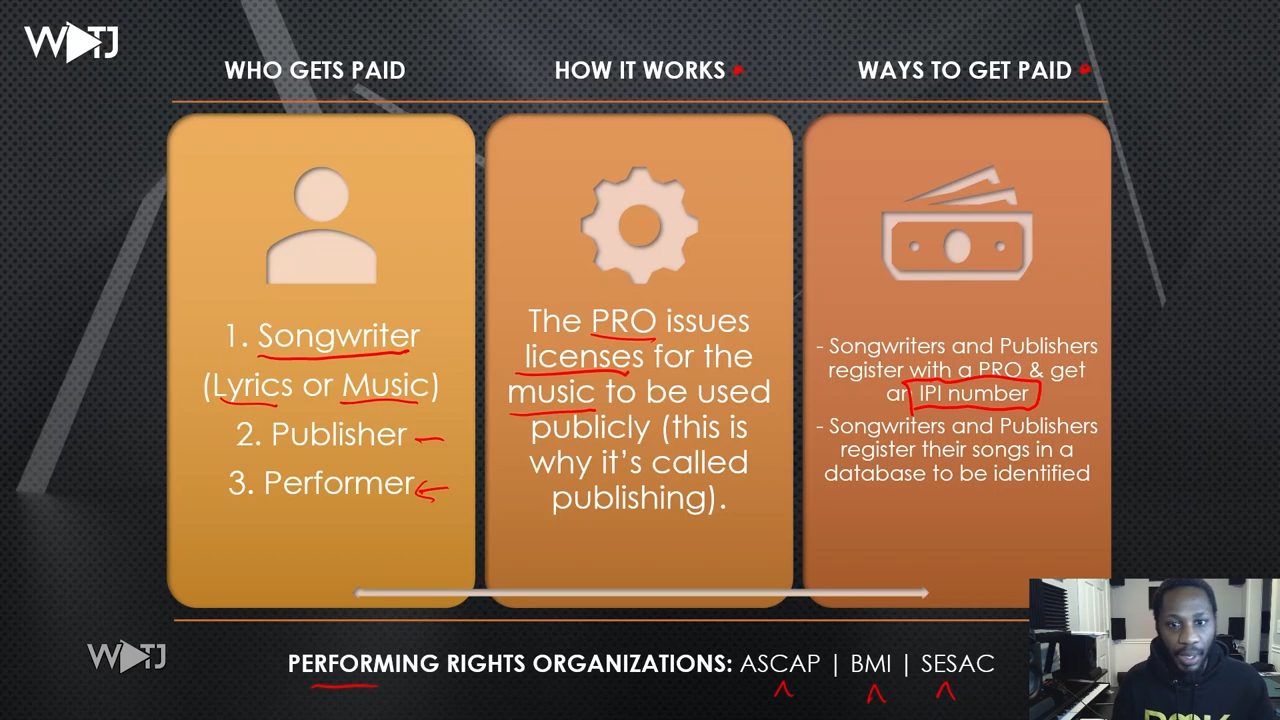 WTJ
WHO GETS PAID
HOW IT WORKS
WAYS TO GET PAID
1. Songwriter
(Lyrics or Music)
2. Publisher
3. Performer
The PRO issues
licenses for the
music to be used
publicly (this is
why it’s called
publishing).
- Songwriters and Publishers
register with a PRO & get
an IPI number
- Songwriters and Publishers
register their songs in a
database to be identified
WTJ
PERFORMING RIGHTS ORGANIZATIONS: ASCAP | BMI | SESAC